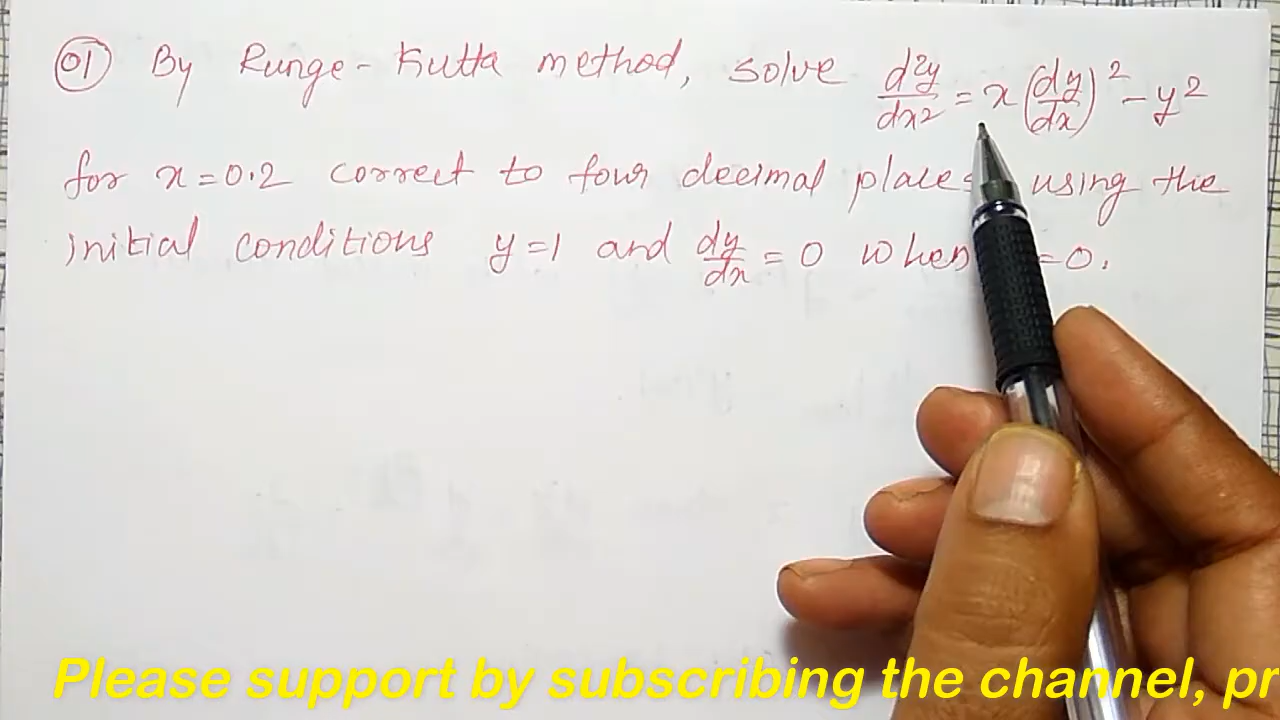 01 By Runge-Kutta method, solve d²y/dx² = x(dy/dx)² - y²
for x=0.2 correct to four decimal places using the
initial conditions y=1 and dy/dx = 0 when =0.
Please support by subscribing the channel, pr